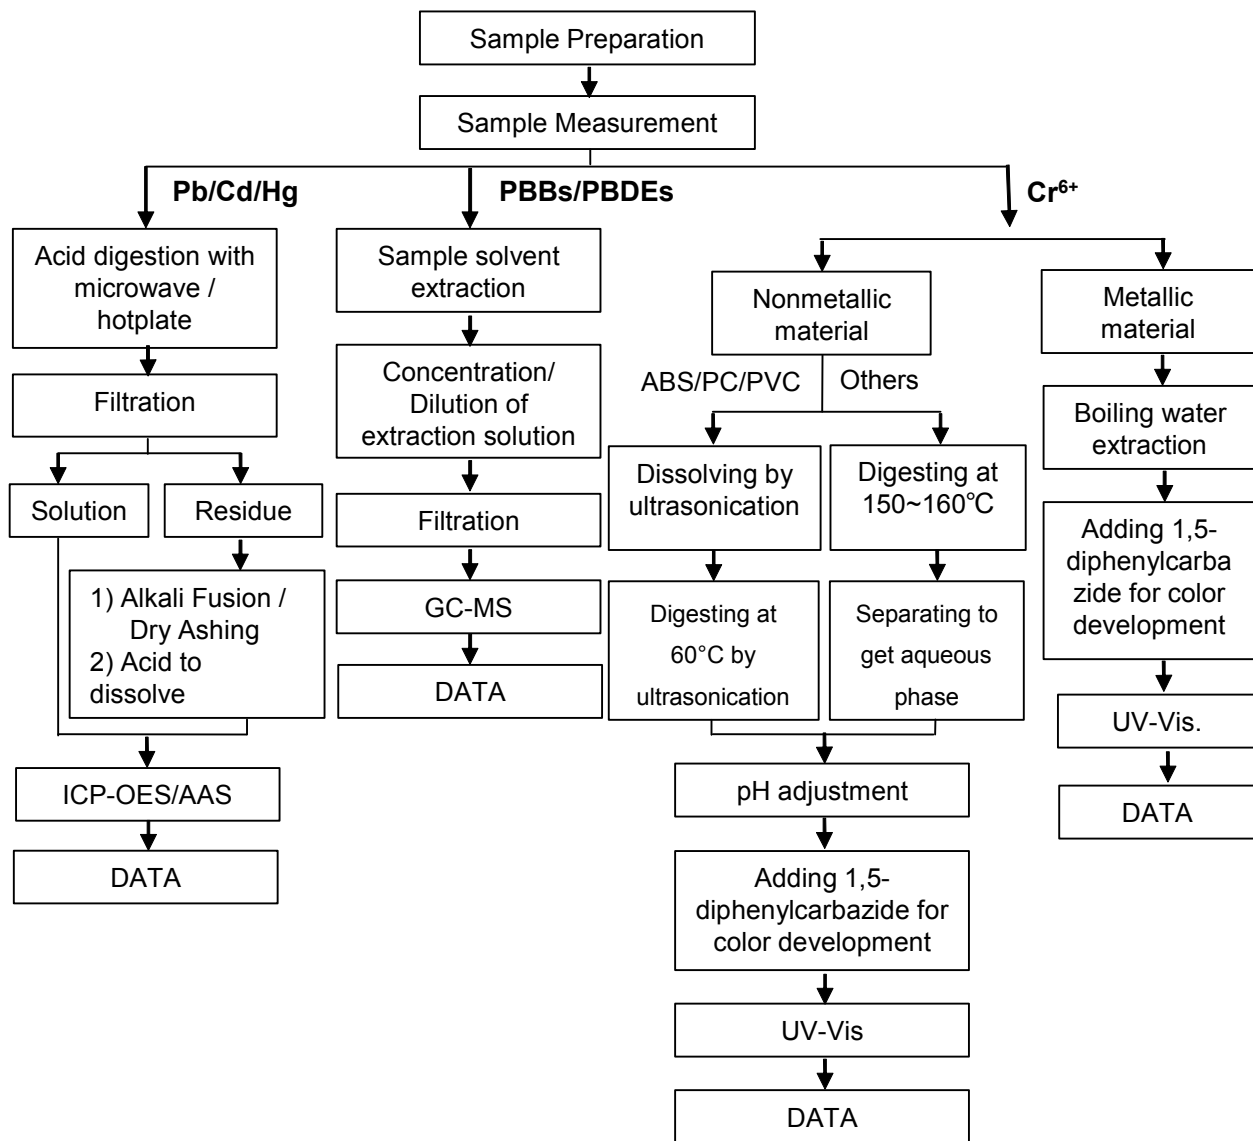 Sample Preparation
Sample Measurement
Pb/Cd/Hg
PBBs/PBDEs
Cr⁶⁺
Acid digestion with
microwave /
hotplate
Filtration
Solution
Residue
1) Alkali Fusion /
Dry Ashing
2) Acid to
dissolve
ICP-OES/AAS
DATA
Sample solvent
extraction
Concentration/
Dilution of
extraction solution
Filtration
GC-MS
DATA
Nonmetallic
material
ABS/PC/PVC
Others
Dissolving by
ultrasonication
Digesting at
60°C by
ultrasonication
Digesting at
150~160℃
Separating to
get aqueous
phase
pH adjustment
Adding 1,5-
diphenylcarbazide for
color development
UV-Vis
DATA
Metallic
material
Boiling water
extraction
Adding 1,5-
diphenylcarba
zide for color
development
UV-Vis.
DATA